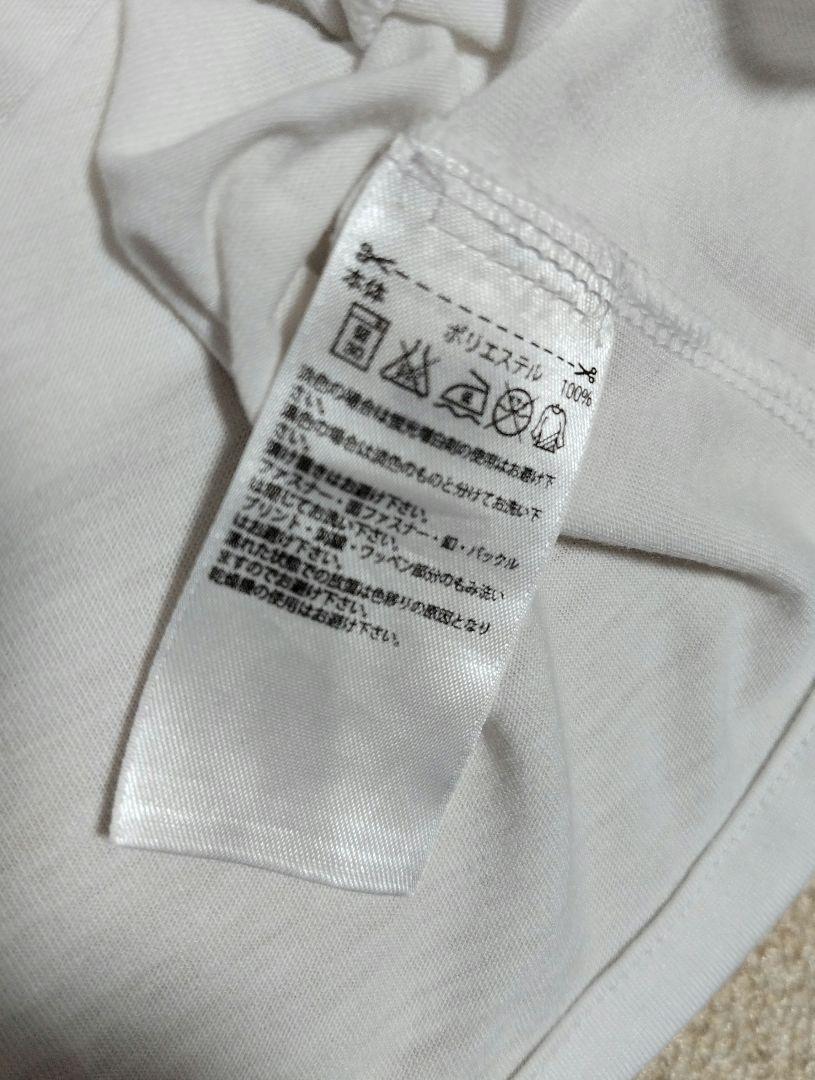 本体
ポリエステル 100%
淡色の場合は蛍光増白剤の使用はお避け下
さい。
濃色の場合は淡色のものと分けてお洗い下
さい。
漬け置きはお避け下さい。
ファスナー・面ファスナー・釦・バックル
は閉じてお洗い下さい。
プリント・刺繍・ワッペン部分のもみ洗い
はお避け下さい。
濡れた状態での放置は色移りの原因となり
ますのでお避け下さい。
乾燥機の使用はお避け下さい。